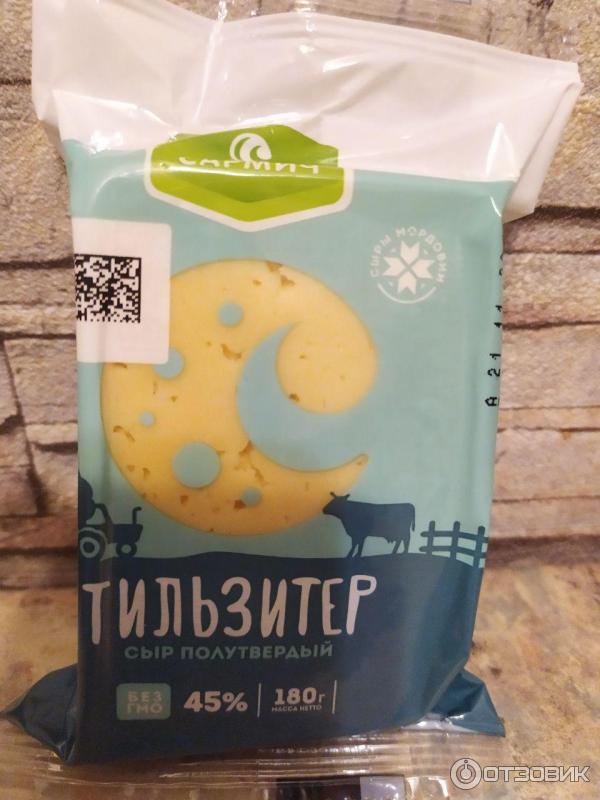 САРМИЧ
СЫРЫ МОРДОВИИ
ТИЛЬЗИТЕР
СЫР ПОЛУТВЕРДЫЙ
БЕЗ ГМО
45%
180г
МАССА НЕТТО
ОТЗОВИК